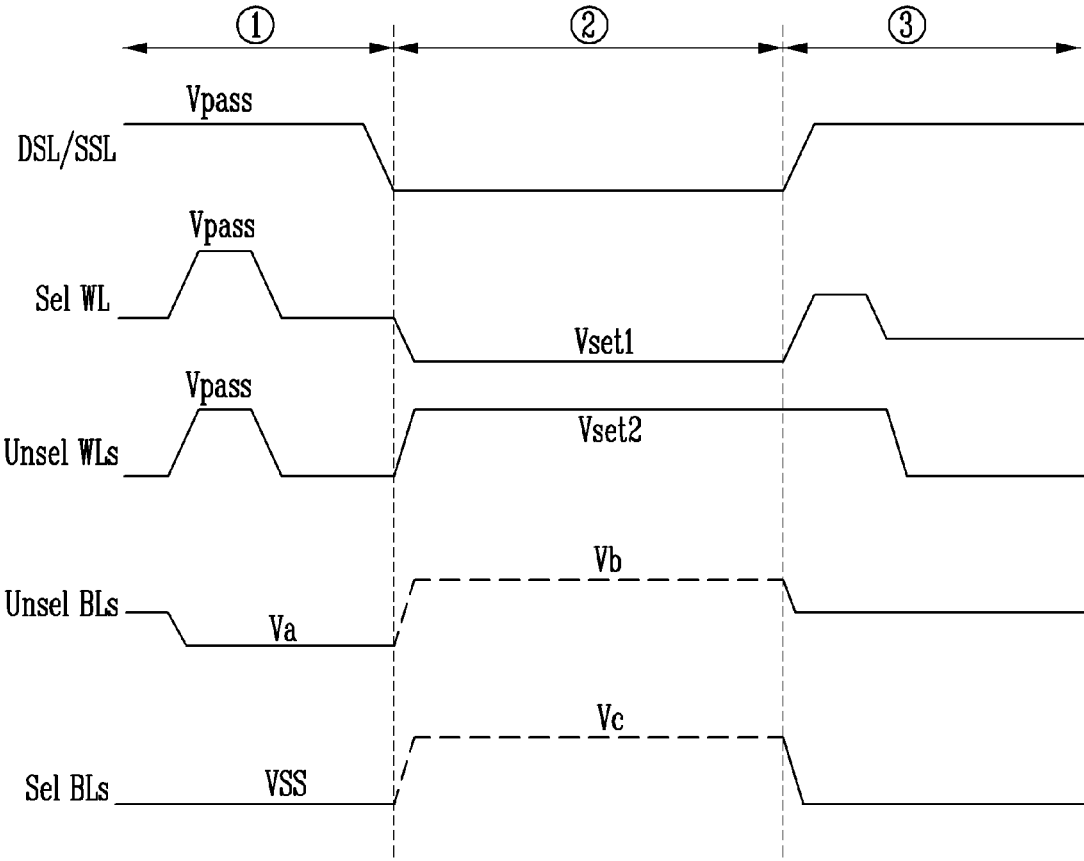 ① ② ③
Vpass
DSL/SSL
Vpass
Sel WL
Vset1
Vpass
Unsel WLs
Vset2
Vb
Unsel BLs
Va
Vc
Sel BLs
VSS